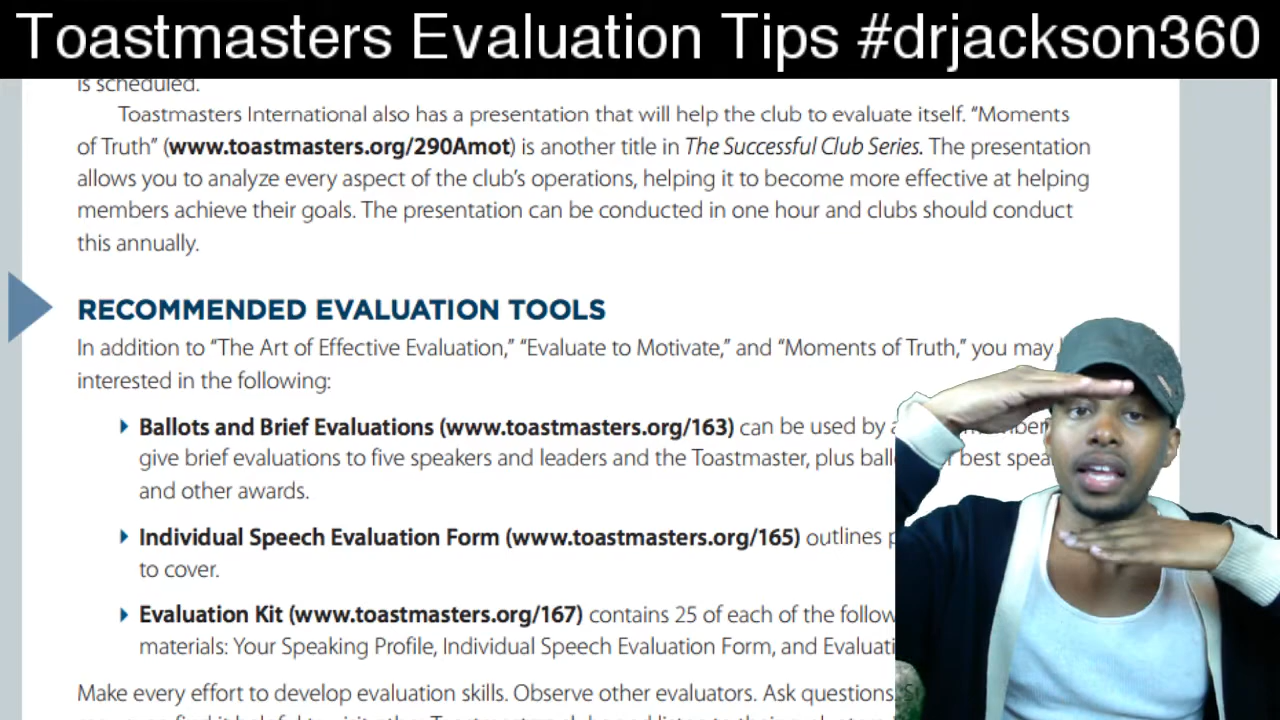 Toastmasters Evaluation Tips #drjackson360
is scheduled.
Toastmasters International also has a presentation that will help the club to evaluate itself. “Moments
of Truth” (www.toastmasters.org/290Amot) is another title in The Successful Club Series. The presentation
allows you to analyze every aspect of the club’s operations, helping it to become more effective at helping
members achieve their goals. The presentation can be conducted in one hour and clubs should conduct
this annually.
RECOMMENDED EVALUATION TOOLS
In addition to “The Art of Effective Evaluation,” “Evaluate to Motivate,” and “Moments of Truth,” you may
interested in the following:
Ballots and Brief Evaluations (www.toastmasters.org/163) can be used by
give brief evaluations to five speakers and leaders and the Toastmaster, plus best
and other awards.
Individual Speech Evaluation Form (www.toastmasters.org/165) outlines
to cover.
Evaluation Kit (www.toastmasters.org/167) contains 25 of each of the
materials: Your Speaking Profile, Individual Speech Evaluation Form, and
Make every effort to develop evaluation skills. Observe other evaluators. Ask questions.